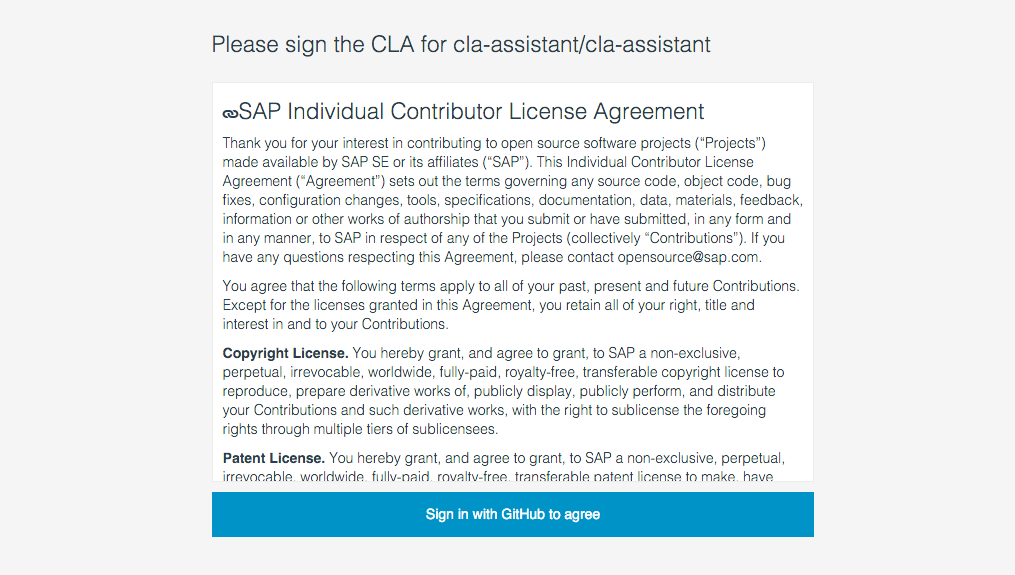 Please sign the CLA for cla-assistant/cla-assistant
SAP Individual Contributor License Agreement
Thank you for your interest in contributing to open source software projects (“Projects”)
made available by SAP SE or its affiliates (“SAP”). This Individual Contributor License
Agreement (“Agreement”) sets out the terms governing any source code, object code, bug
fixes, configuration changes, tools, specifications, documentation, data, materials, feedback,
information or other works of authorship that you submit or have submitted, in any form and
in any manner, to SAP in respect of any of the Projects (collectively “Contributions”). If you
have any questions respecting this Agreement, please contact opensource@sap.com.
You agree that the following terms apply to all of your past, present and future Contributions.
Except for the licenses granted in this Agreement, you retain all of your right, title and
interest in and to your Contributions.
Copyright License. You hereby grant, and agree to grant, to SAP a non-exclusive,
perpetual, irrevocable, worldwide, fully-paid, royalty-free, transferable copyright license to
reproduce, prepare derivative works of, publicly display, publicly perform, and distribute
your Contributions and such derivative works, with the right to sublicense the foregoing
rights through multiple tiers of sublicensees.
Patent License. You hereby grant, and agree to grant, to SAP a non-exclusive, perpetual,
irrevocable, worldwide, fully-paid, royalty-free, transferable patent license to make, have
Sign in with GitHub to agree